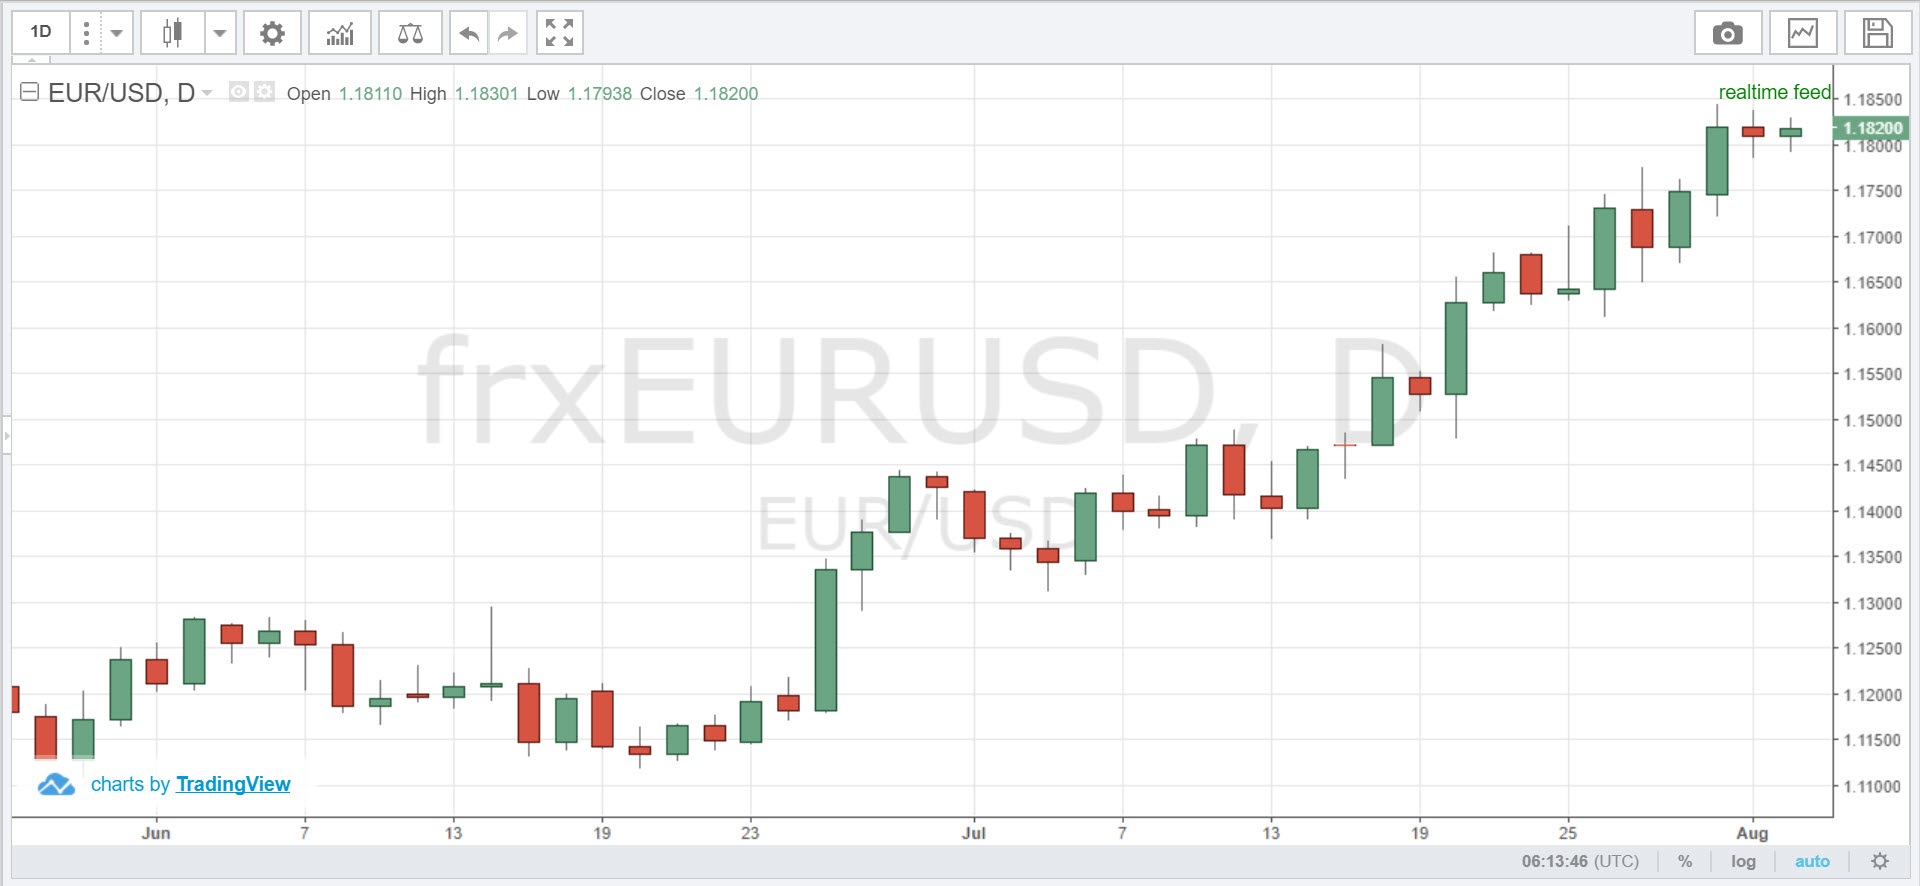 1D
EUR/USD, D Open 1.18110 High 1.18301 Low 1.17938 Close 1.18200
realtime feed
1.18500
1.18200
1.18000
1.17500
1.17000
1.16500
1.16000
1.15500
1.15000
1.14500
1.14000
1.13500
1.13000
1.12500
1.12000
1.11500
1.11000
frxEURUSD, D
EUR/USD
charts by TradingView
Jun 7 13 19 23 Jul 7 13 19 25 Aug
06:13:46 (UTC) % log auto